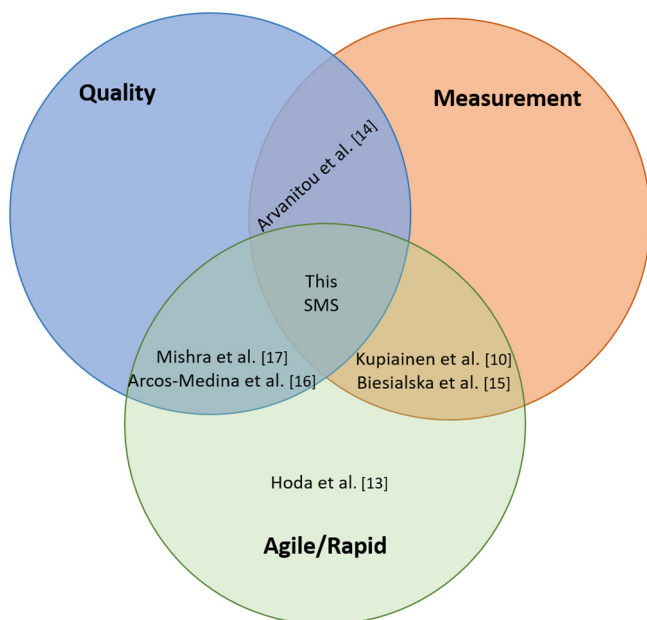 Quality
Measurement
Arvanitou et al. [14]
This
SMS
Mishra et al. [17]
Arcos-Medina et al. [16]
Kupiainen et al. [10]
Biesialska et al. [15]
Hoda et al. [13]
Agile/Rapid